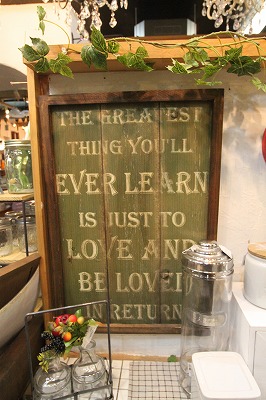 THE GREATEST
THING YOU'LL
EVER LEARN
IS JUST TO
LOVE AND
BE LOVED
IN RETURN